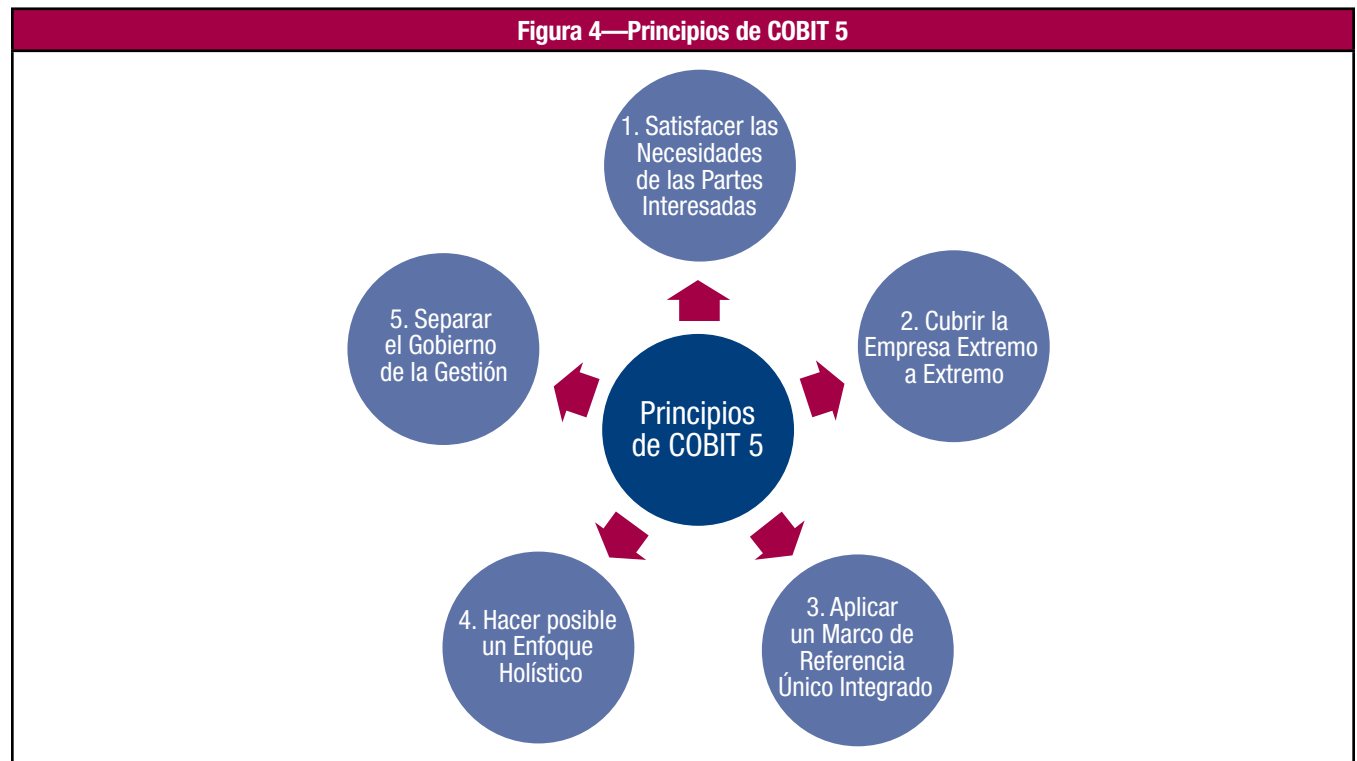 Figura 4—Principios de COBIT 5
1. Satisfacer las
Necesidades
de las Partes
Interesadas
2. Cubrir la
Empresa Extremo
a Extremo
3. Aplicar
un Marco de
Referencia
Único Integrado
4. Hacer posible
un Enfoque
Holístico
5. Separar
el Gobierno
de la Gestión
Principios
de COBIT 5